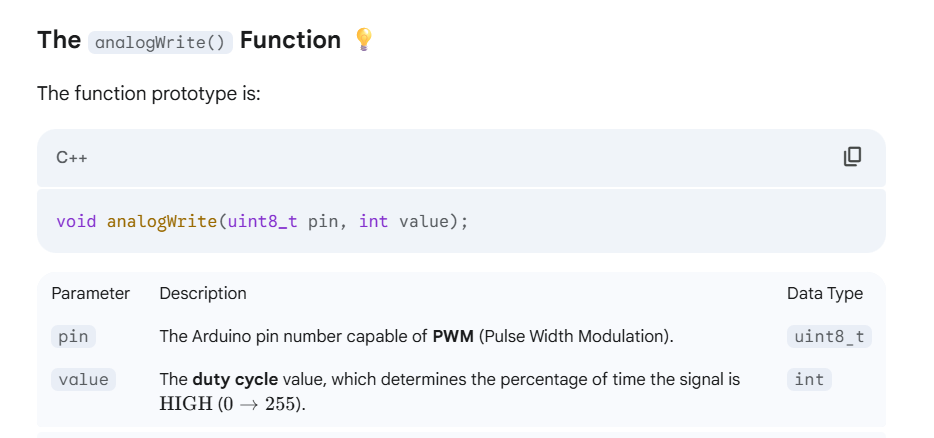 The analogWrite() Function 💡
The function prototype is:
C++
void analogWrite(uint8_t pin, int value);
Parameter Description Data Type
pin The Arduino pin number capable of PWM (Pulse Width Modulation). uint8_t
value The duty cycle value, which determines the percentage of time the signal is int
HIGH (0 → 255).